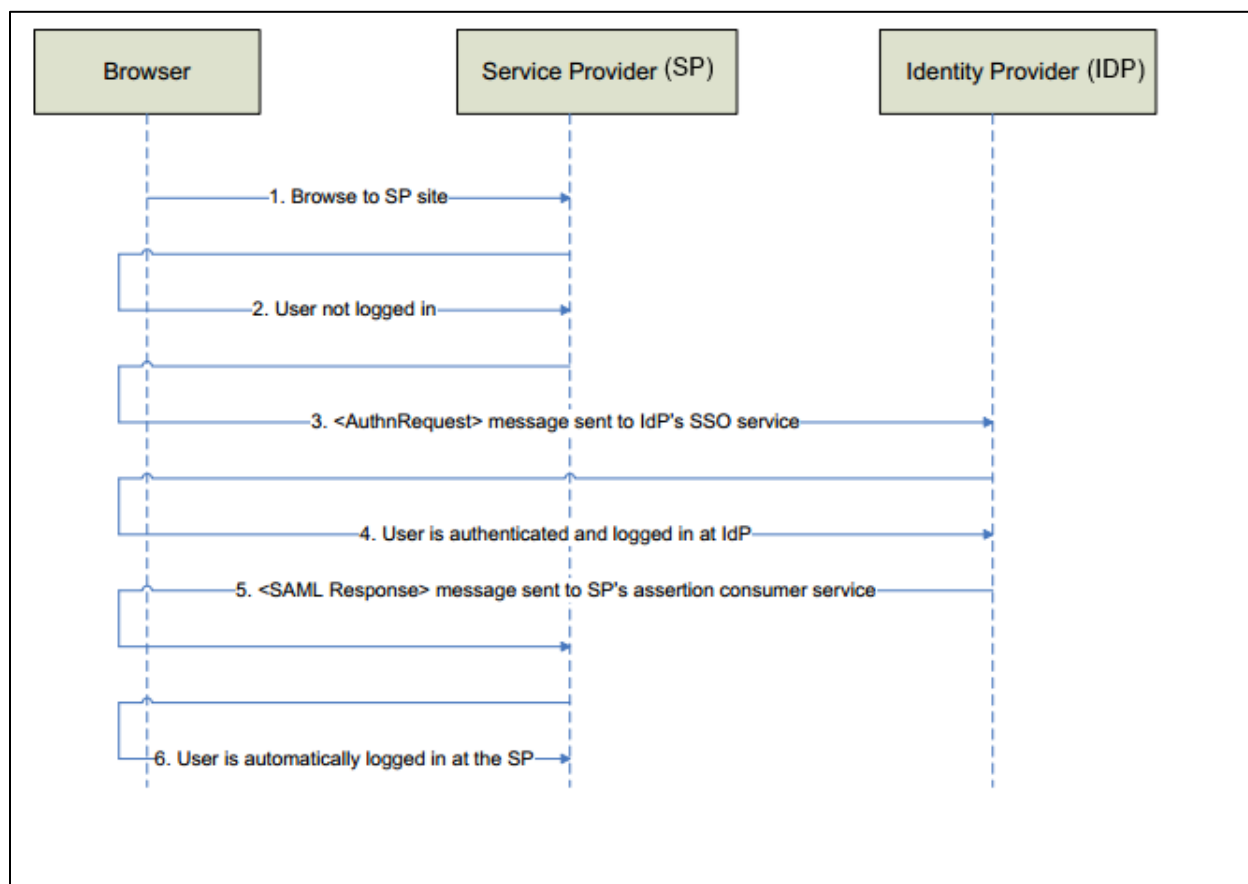 Browser
Service Provider (SP)
Identity Provider (IDP)
1. Browse to SP site
2. User not logged in
3. <AuthnRequest> message sent to IdP's SSO service
4. User is authenticated and logged in at IdP
5. <SAML Response> message sent to SP's assertion consumer service
6. User is automatically logged in at the SP